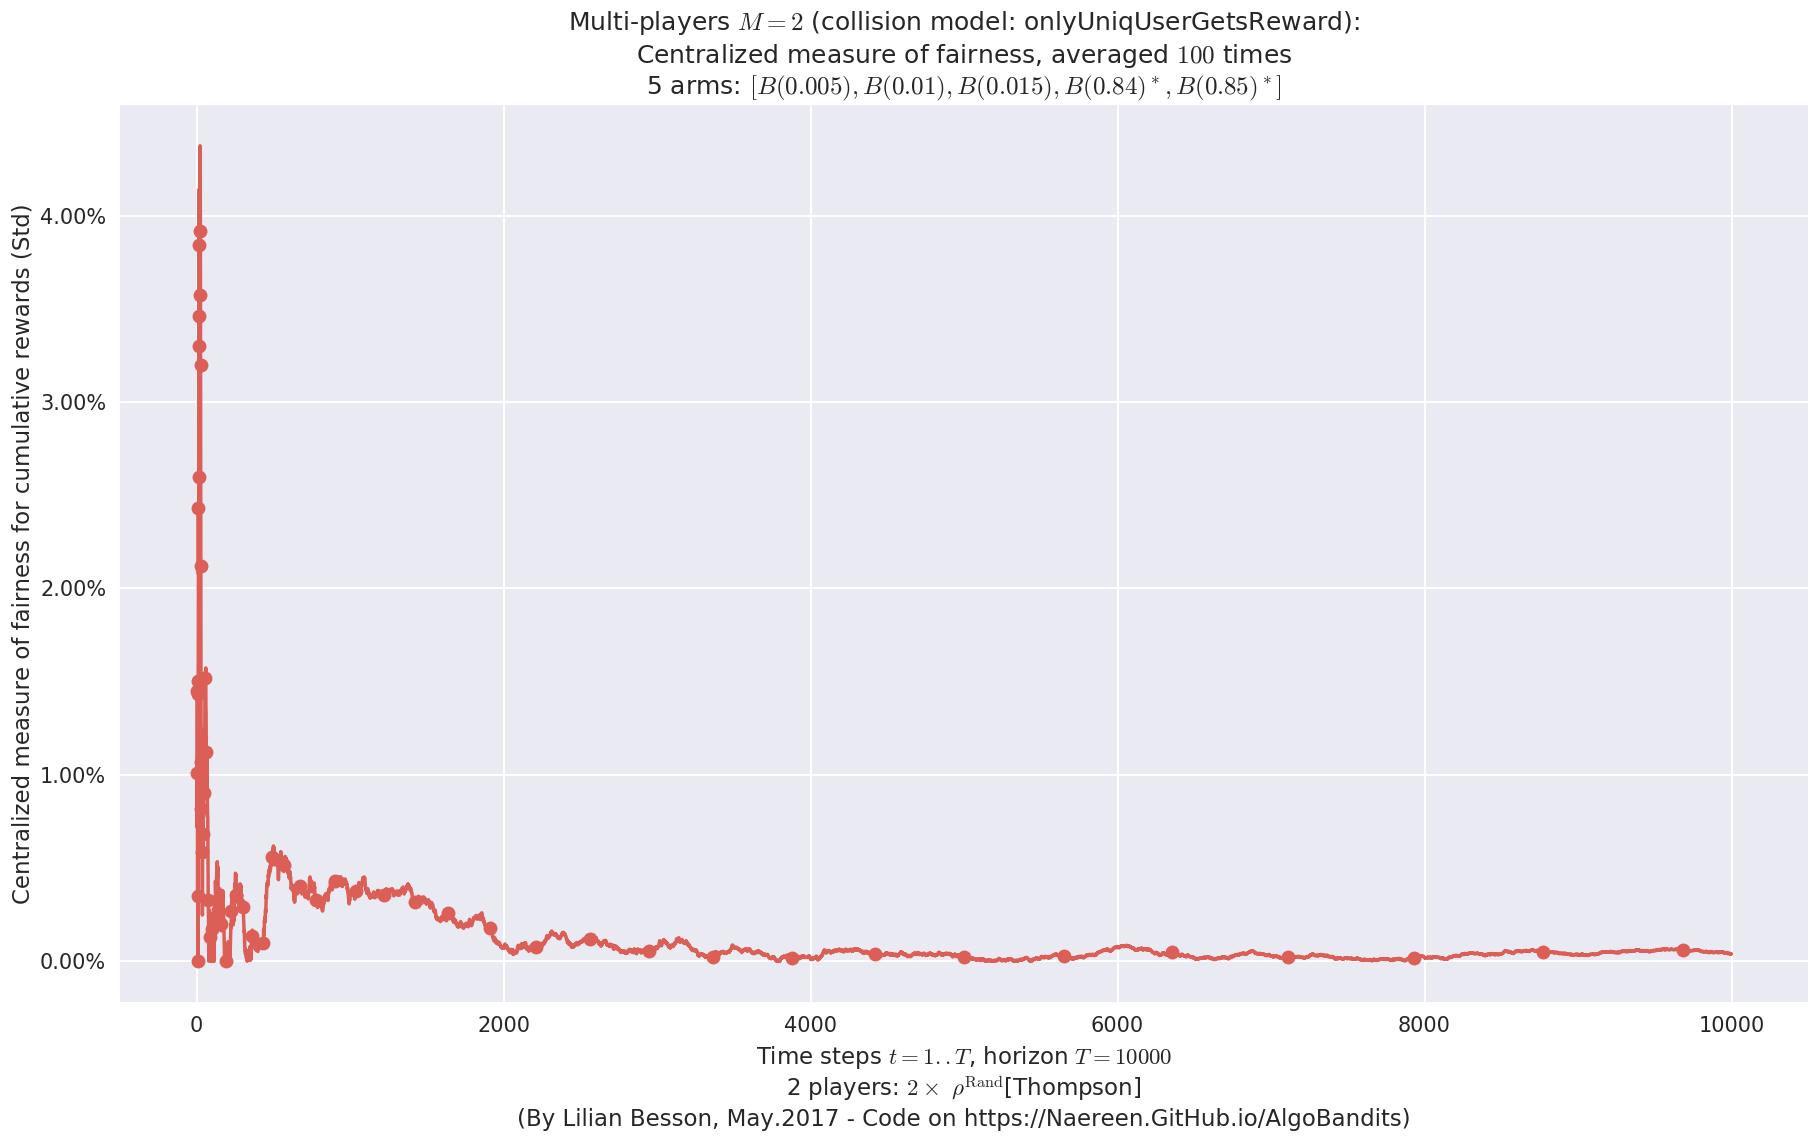 Multi-players M = 2 (collision model: onlyUniqUserGetsReward):
Centralized measure of fairness, averaged 100 times
5 arms: [B(0.005), B(0.01), B(0.015), B(0.84)*, B(0.85)*]
Centralized measure of fairness for cumulative rewards (Std)
4.00%
3.00%
2.00%
1.00%
0.00%
0 2000 4000 6000 8000 10000
Time steps t = 1..T, horizon T = 10000
2 players: 2 × ρ^Rand[Thompson]
(By Lilian Besson, May.2017 - Code on https://Naereen.GitHub.io/AlgoBandits)